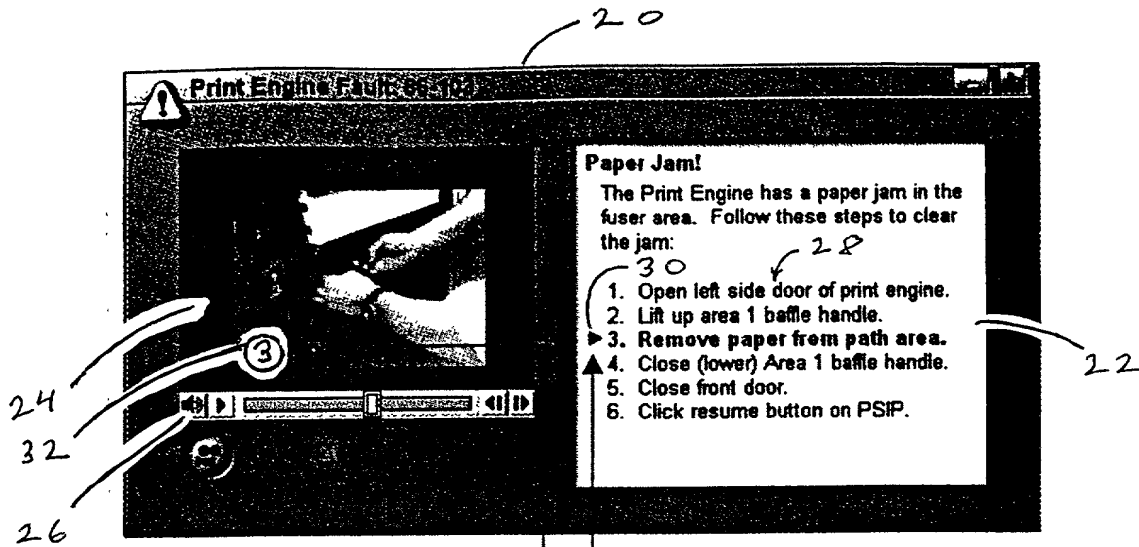 20
Print Engine Fault:
Paper Jam!
The Print Engine has a paper jam in the
fuser area. Follow these steps to clear
the jam:
30
28
1. Open left side door of print engine.
2. Lift up area 1 baffle handle.
3. Remove paper from path area.
4. Close (lower) Area 1 baffle handle.
5. Close front door.
6. Click resume button on PSIP.
22
3
24
32
26